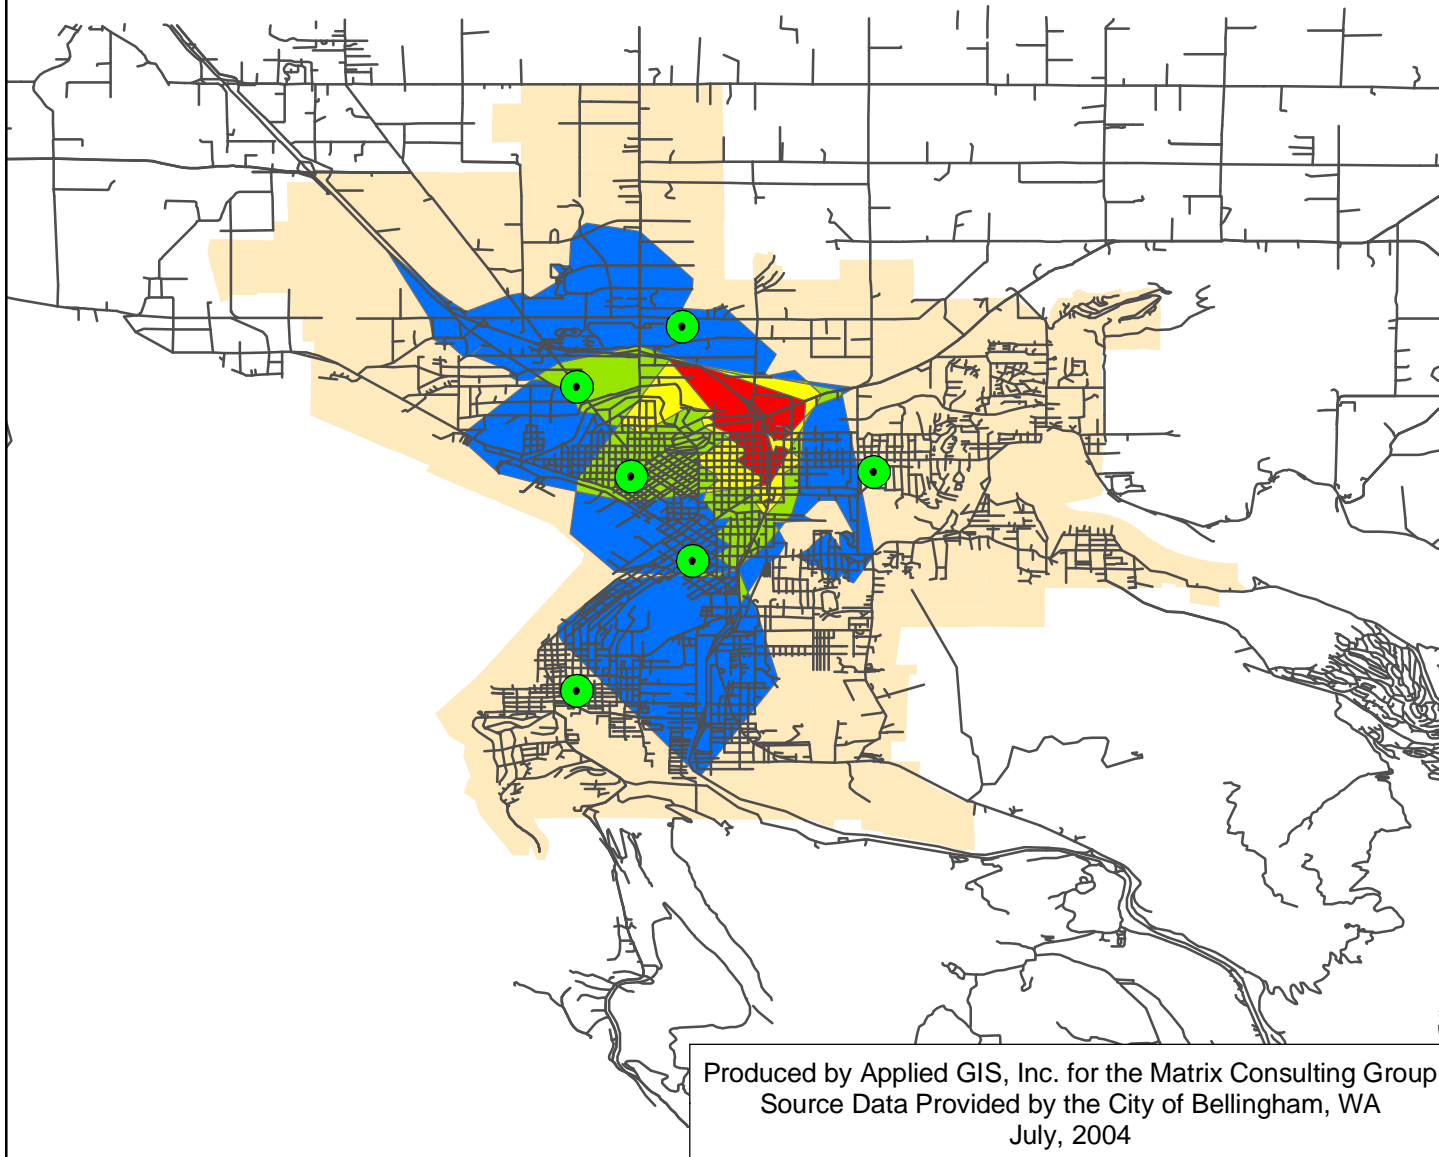 Produced by Applied GIS, Inc. for the Matrix Consulting Group
Source Data Provided by the City of Bellingham, WA
July, 2004